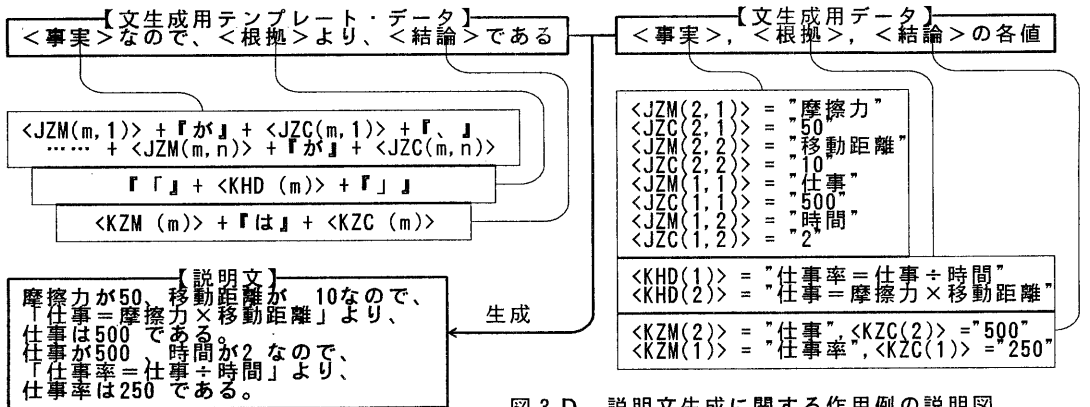 【文生成用テンプレート・データ】
<事実>なので、<根拠>より、<結論>である
<JZM(m,1)> +『が』+ <JZC(m,1)> +『、』
…… + <JZM(m,n)> +『が』+ <JZC(m,n)>
『「』+ <KHD (m)> +『」』
<KZM (m)> +『は』+ <KZC (m)>
【説明文】
摩擦力が50、移動距離が 10なので、
「仕事＝摩擦力×移動距離」より、
仕事は500 である。
仕事が500 、時間が2 なので、
「仕事率＝仕事÷時間」より、
仕事率は250 である。
生成
【文生成用データ】
<事実>, <根拠>, <結論>の各値
<JZM(2,1)> = "摩擦力"
<JZC(2,1)> = "50"
<JZM(2,2)> = "移動距離"
<JZC(2,2)> = "10"
<JZM(1,1)> = "仕事"
<JZC(1,1)> = "500"
<JZM(1,2)> = "時間"
<JZC(1,2)> = "2"
<KHD(1)> = "仕事率＝仕事÷時間"
<KHD(2)> = "仕事＝摩擦力×移動距離"
<KZM(2)> = "仕事",<KZC(2)> ="500"
<KZM(1)> = "仕事率",<KZC(1)> ="250"
図３-D 説明文生成に関する作用例の説明図